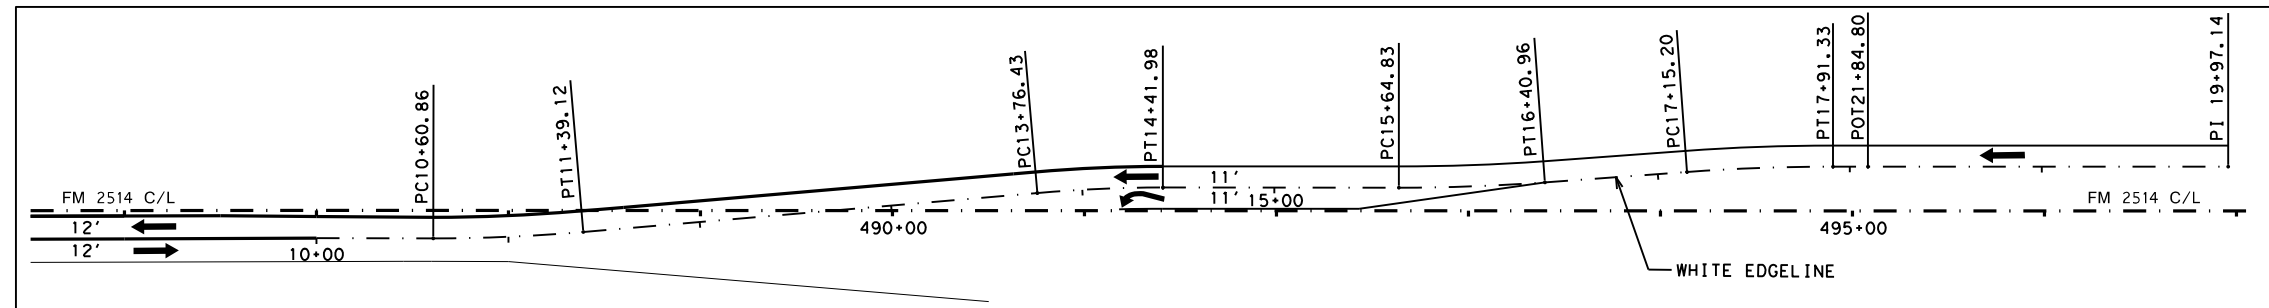 PC10+60.86
PT11+39.12
PC13+76.43
PT14+41.98
PC15+64.83
PT16+40.96
PC17+15.20
PT17+91.33
POT21+84.80
PI 19+97.14
FM 2514 C/L
11'
11'
15+00
FM 2514 C/L
12'
490+00
495+00
12'
10+00
WHITE EDGELINE